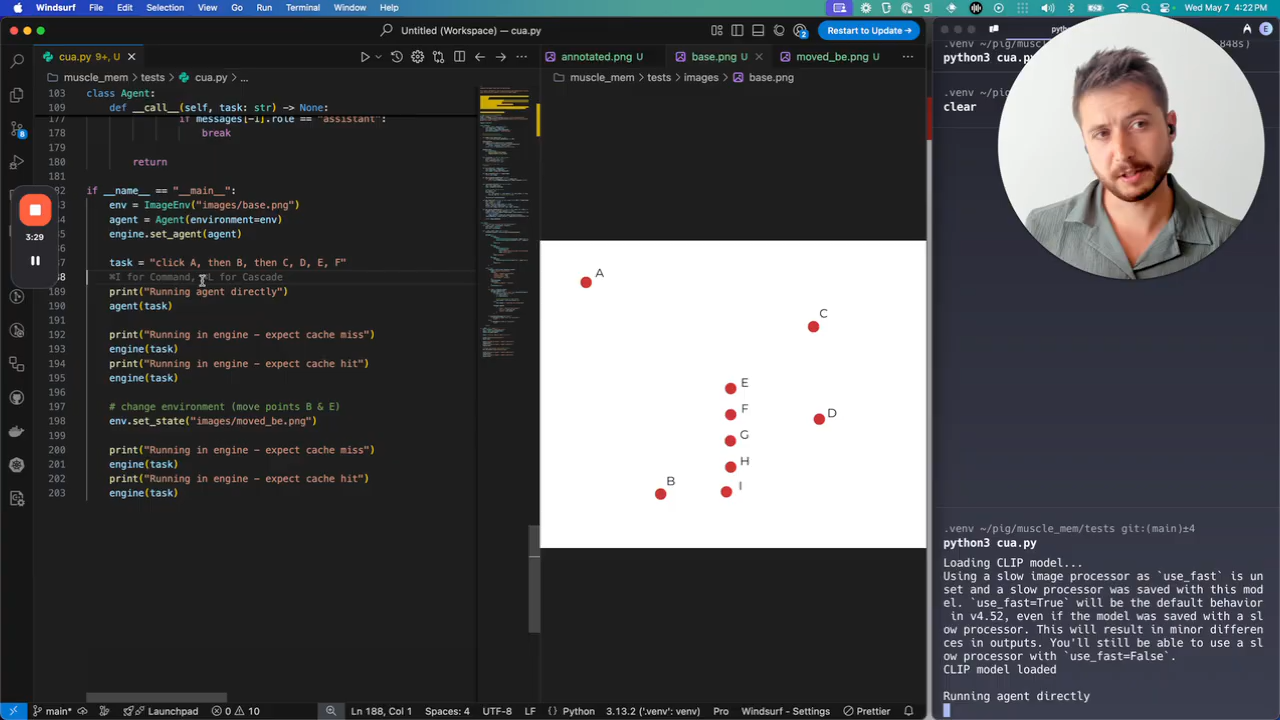 Windsurf File Edit Selection View Go Run Terminal Window Help Wed May 7 4:22 PM
Untitled (Workspace) — cua.py
Restart to Update →
cua.py 9+, U
annotated.png U
base.png U
moved_be.png U
muscle_mem > tests > cua.py > ...
muscle_mem > tests > images > base.png
103 class Agent:
109 def __call__(self, task: str) -> None:
177 if messages[-1].role == "assistant":
178 break
179
180 return
181
if __name__ == "__main__":
env = ImageEnv("images/base.png")
agent = Agent(environment=env)
engine.set_agent(agent)
task = "click A, then B, then C, D, E, F"
⌘I for Command, ⌘L for Cascade
189 print("Running agent directly")
190 agent(task)
191
192 print("Running in engine - expect cache miss")
193 engine(task)
194 print("Running in engine - expect cache hit")
195 engine(task)
196
197 # change environment (move points B & E)
198 env.set_state("images/moved_be.png")
199
200 print("Running in engine - expect cache miss")
201 engine(task)
202 print("Running in engine - expect cache hit")
203 engine(task)
3:29
8
2
A
C
E
F
D
G
H
B
I
E
python3 cua.py
clear
.venv ~/pig/muscle_mem/tests git:(main)±4
python3 cua.py
Loading CLIP model...
Using a slow image processor as `use_fast` is un
set and a slow processor was saved with this mod
el. `use_fast=True` will be the default behavior
in v4.52, even if the model was saved with a sl
ow processor. This will result in minor differen
ces in outputs. You'll still be able to use a sl
ow processor with `use_fast=False`.
CLIP model loaded
Running agent directly
main* Launchpad 0 10 Ln 188, Col 1 Spaces: 4 UTF-8 LF Python 3.13.2 ('.venv': venv) Pro Windsurf - Settings Prettier